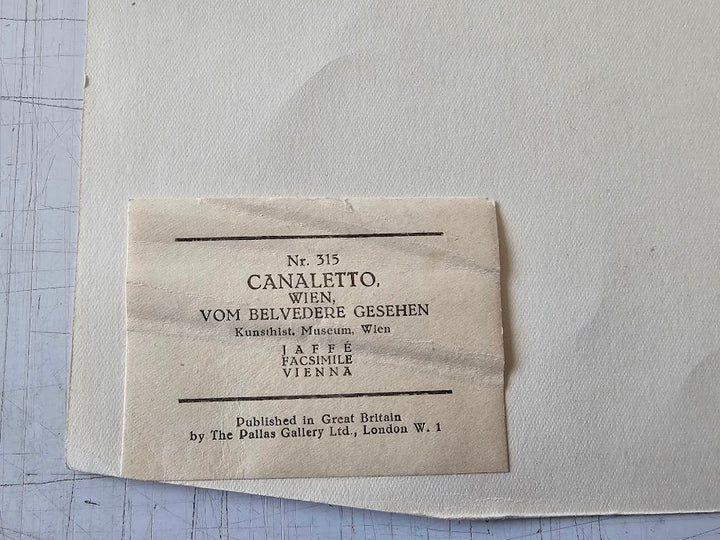 Nr. 315
CANALETTO,
WIEN,
VOM BELVEDERE GESEHEN
Kunsthist. Museum, Wien
JAFFÉ
FACSIMILE
VIENNA
Published in Great Britain
by The Pallas Gallery Ltd., London W. 1